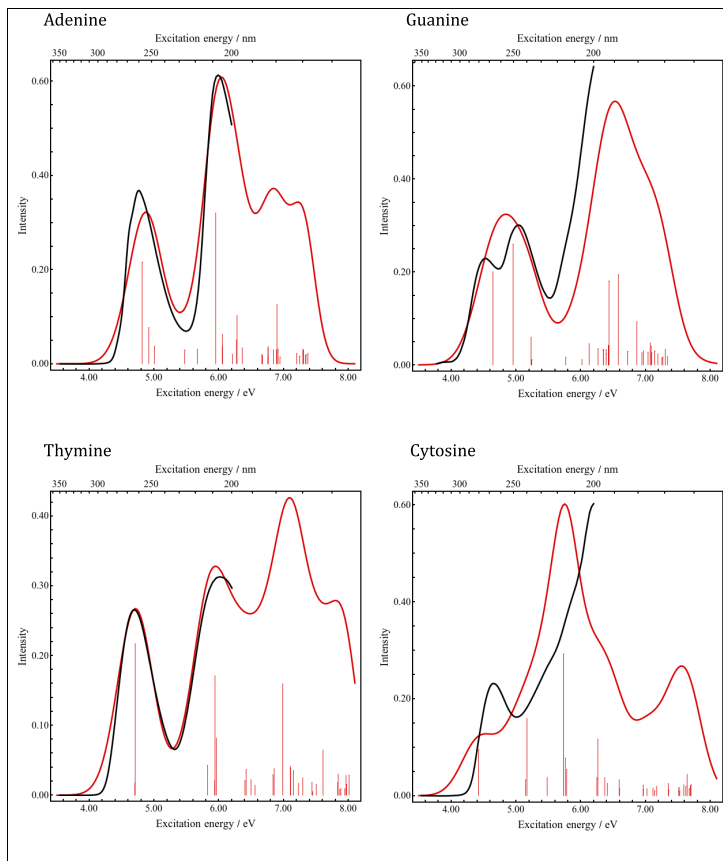 Adenine
Excitation energy / nm
350 300 250 200
Intensity
0.60
0.40
0.20
0.00
4.00 5.00 6.00 7.00 8.00
Excitation energy / eV
Guanine
Excitation energy / nm
350 300 250 200
Intensity
0.60
0.40
0.20
0.00
4.00 5.00 6.00 7.00 8.00
Excitation energy / eV
Thymine
Excitation energy / nm
350 300 250 200
Intensity
0.40
0.30
0.20
0.10
0.00
4.00 5.00 6.00 7.00 8.00
Excitation energy / eV
Cytosine
Excitation energy / nm
350 300 250 200
Intensity
0.60
0.40
0.20
0.00
4.00 5.00 6.00 7.00 8.00
Excitation energy / eV